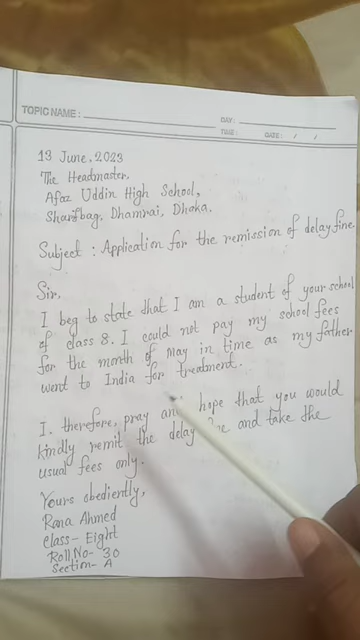 TOPIC NAME :
DAY :
TIME :
DATE : / /
13 June, 2023
The Headmaster,
Afaz Uddin High School,
Sharifbag, Dhamrai, Dhaka.
Subject : Application for the remission of delay fine.
Sir,
I beg to state that I am a student of your school
of class 8. I could not pay my school fees
for the month of May in time as my father
went to India for treatment.
I, therefore, pray and hope that you would
kindly remit the delay fine and take the
usual fees only.
Yours obediently,
Rana Ahmed
Class- Eight
Roll No- 30
Section- A